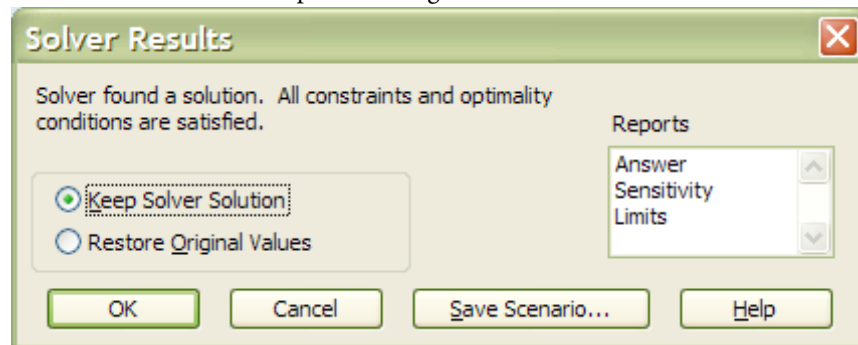 Solver Results
Solver found a solution. All constraints and optimality
conditions are satisfied.
Reports
Answer
Sensitivity
Limits
Keep Solver Solution
Restore Original Values
OK Cancel Save Scenario... Help